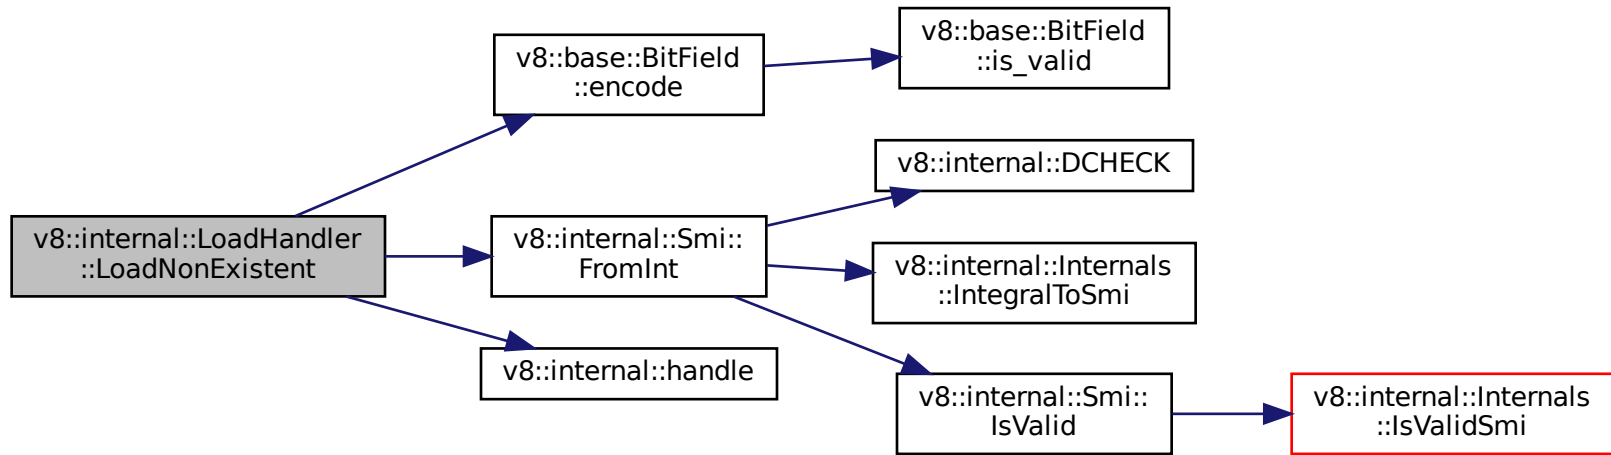 v8::internal::LoadHandler
::LoadNonExistent
v8::base::BitField
::encode
v8::base::BitField
::is_valid
v8::internal::Smi::
FromInt
v8::internal::DCHECK
v8::internal::Internals
::IntegralToSmi
v8::internal::Smi::
IsValid
v8::internal::Internals
::IsValidSmi
v8::internal::handle